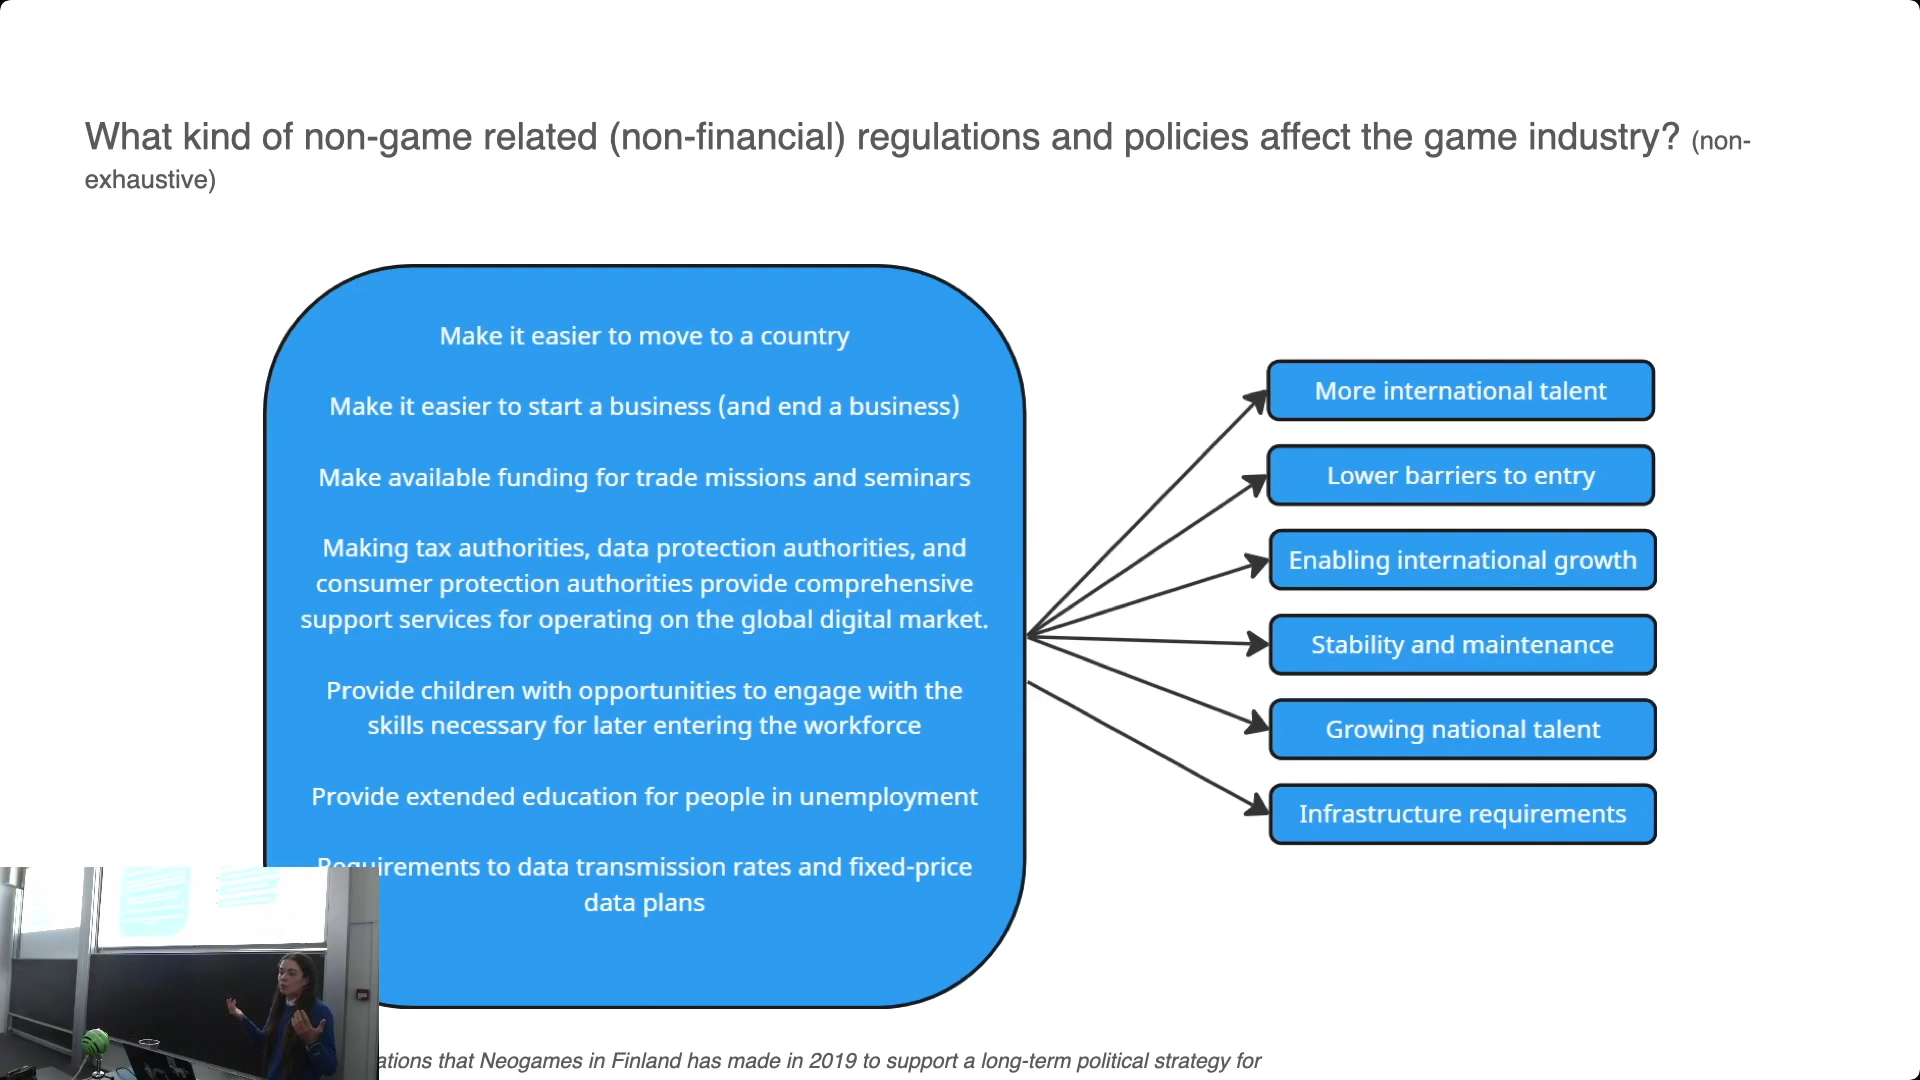 What kind of non-game related (non-financial) regulations and policies affect the game industry? (non-
exhaustive)
Make it easier to move to a country
Make it easier to start a business (and end a business)
Make available funding for trade missions and seminars
Making tax authorities, data protection authorities, and
consumer protection authorities provide comprehensive
support services for operating on the global digital market.
Provide children with opportunities to engage with the
skills necessary for later entering the workforce
Provide extended education for people in unemployment
Requirements to data transmission rates and fixed-price
data plans
More international talent
Lower barriers to entry
Enabling international growth
Stability and maintenance
Growing national talent
Infrastructure requirements
that Neogames in Finland has made in 2019 to support a long-term political strategy for